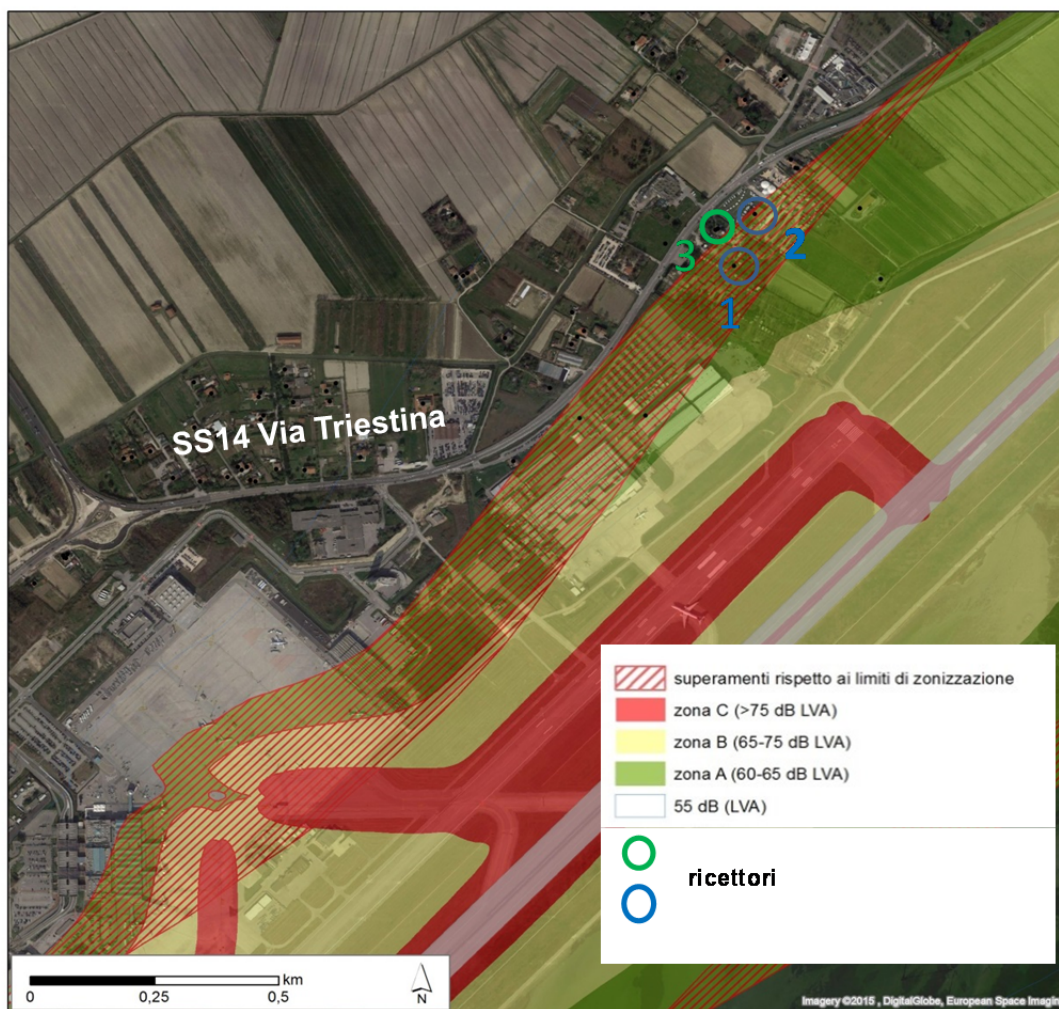 2
3
1
SS14 Via Triestina
superamenti rispetto ai limiti di zonizzazione
zona C (>75 dB LVA)
zona B (65-75 dB LVA)
zona A (60-65 dB LVA)
55 dB (LVA)
ricettori
km
0 0,25 0,5
N
Imagery ©2015 , DigitalGlobe, European Space Imagin